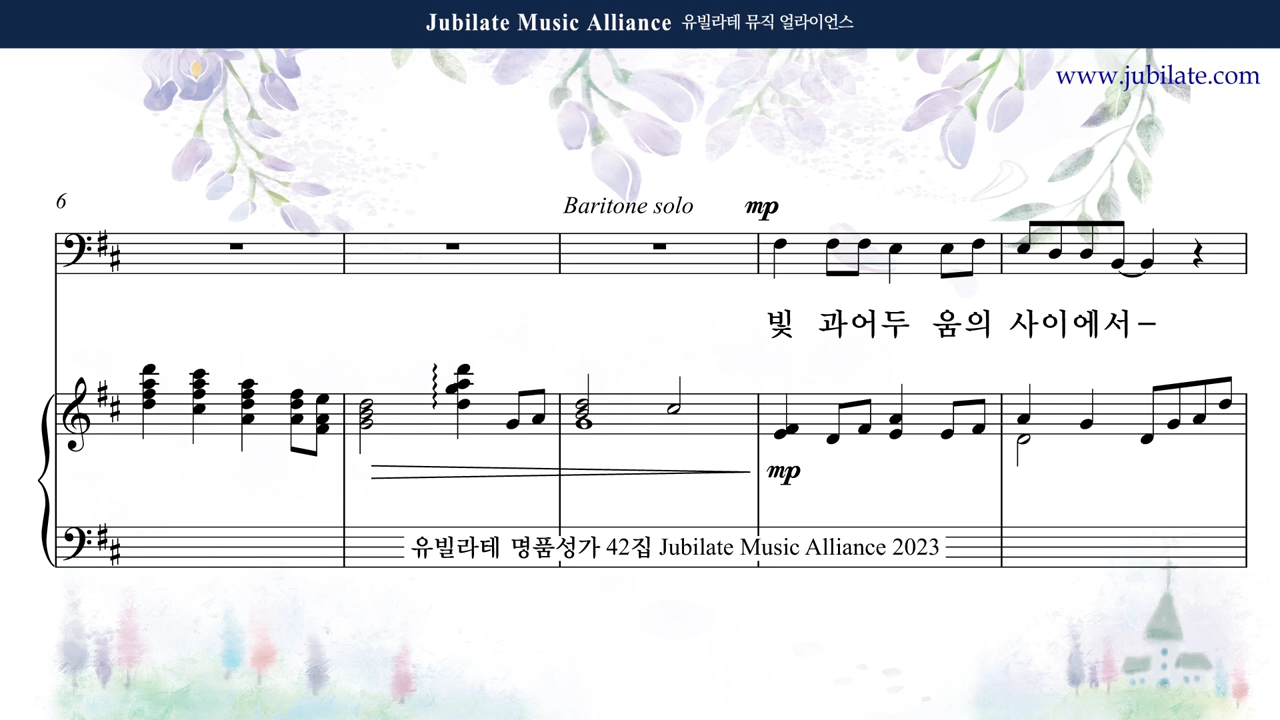 Jubilate Music Alliance 유빌라테 뮤직 얼라이언스
www.jubilate.com
6
Baritone solo mp
빛 과어두 움의 사이에서–
mp
유빌라테 명품성가 42집 Jubilate Music Alliance 2023